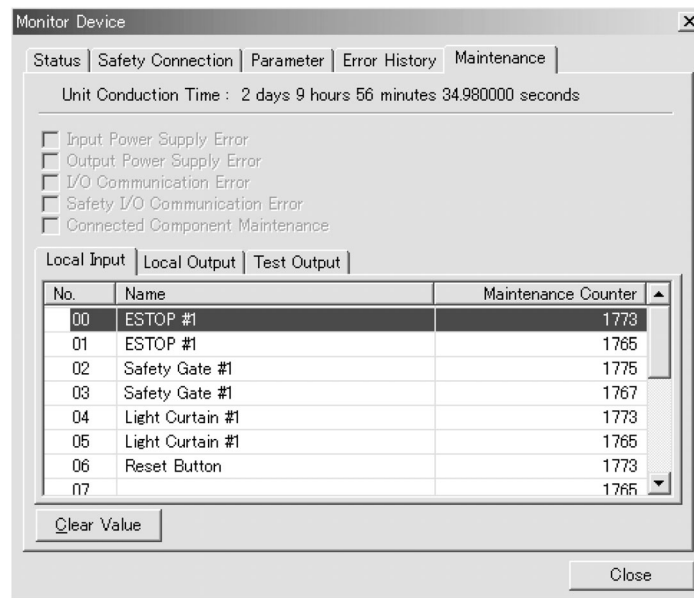 Monitor Device
Status Safety Connection Parameter Error History Maintenance
Unit Conduction Time : 2 days 9 hours 56 minutes 34.980000 seconds
Input Power Supply Error
Output Power Supply Error
I/O Communication Error
Safety I/O Communication Error
Connected Component Maintenance
Local Input Local Output Test Output
No. Name Maintenance Counter
00 ESTOP #1 1773
01 ESTOP #1 1765
02 Safety Gate #1 1775
03 Safety Gate #1 1767
04 Light Curtain #1 1773
05 Light Curtain #1 1765
06 Reset Button 1773
07 1765
Clear Value
Close